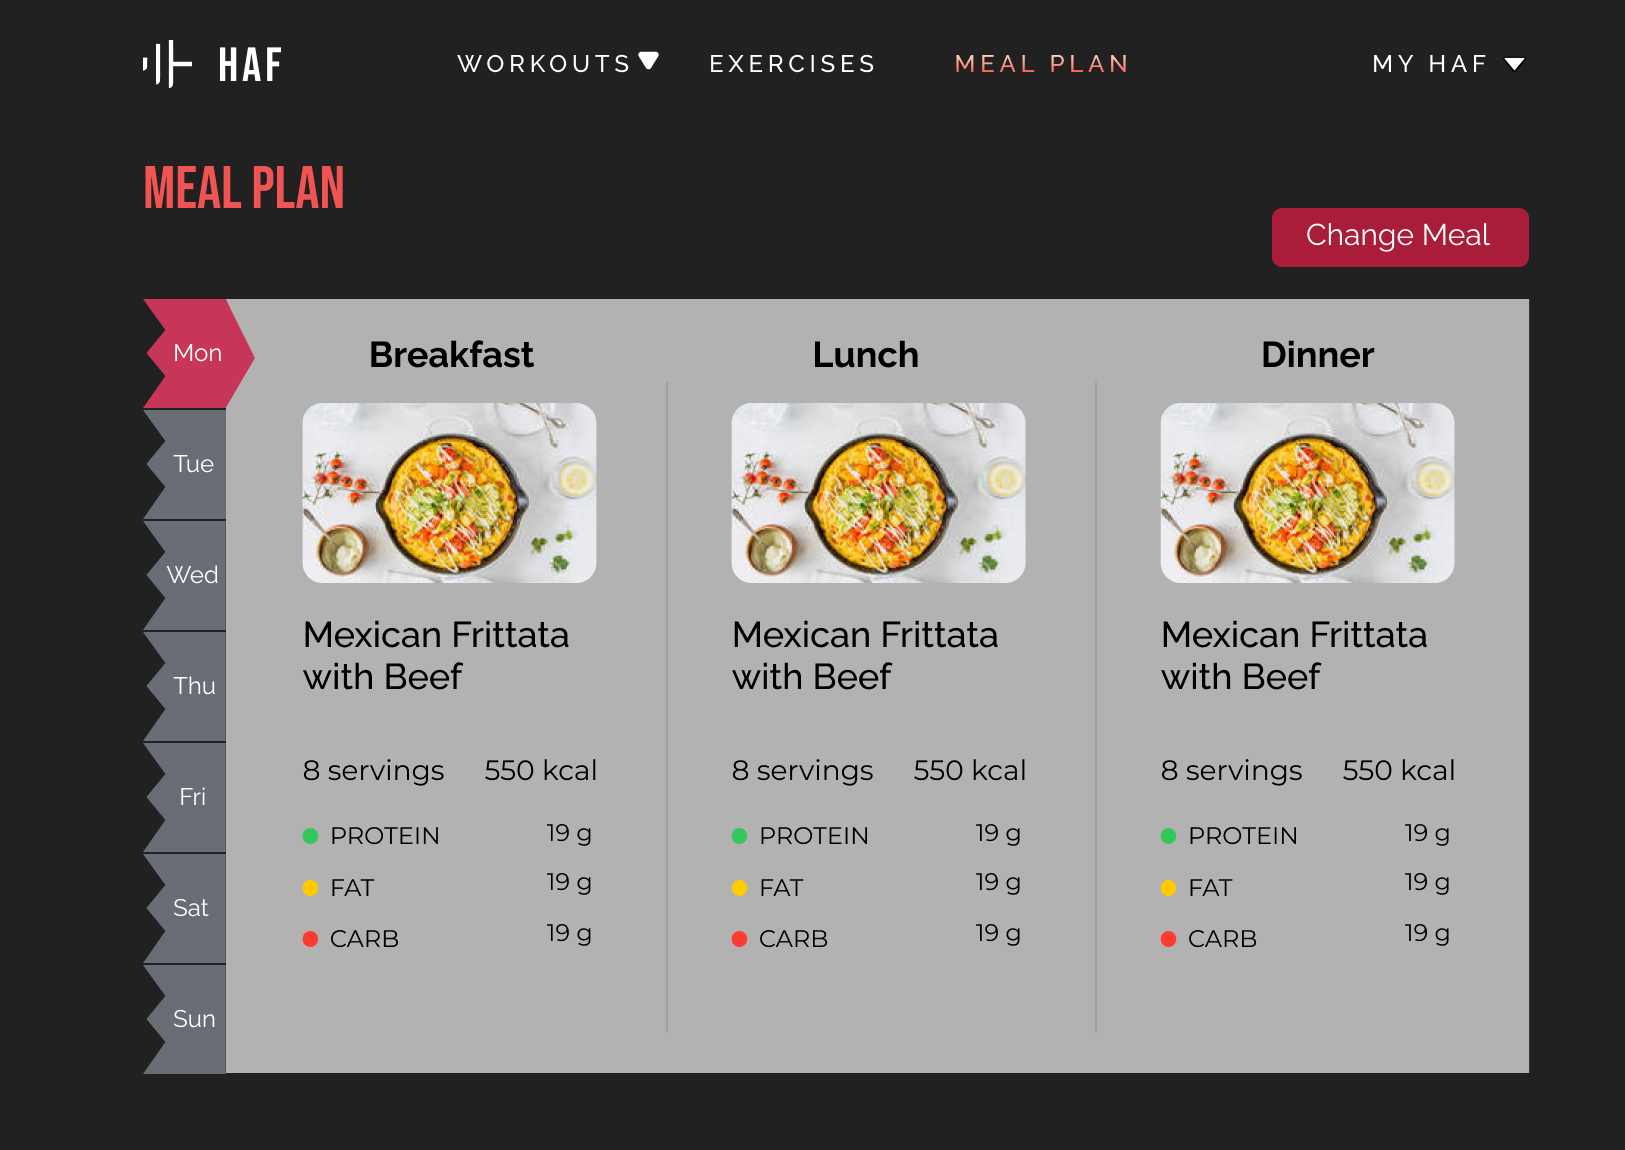 HAF
WORKOUTS
EXERCISES
MEAL PLAN
MY HAF
MEAL PLAN
Change Meal
Mon
Tue
Wed
Thu
Fri
Sat
Sun
Breakfast
Mexican Frittata
with Beef
8 servings 550 kcal
PROTEIN 19 g
FAT 19 g
CARB 19 g
Lunch
Mexican Frittata
with Beef
8 servings 550 kcal
PROTEIN 19 g
FAT 19 g
CARB 19 g
Dinner
Mexican Frittata
with Beef
8 servings 550 kcal
PROTEIN 19 g
FAT 19 g
CARB 19 g